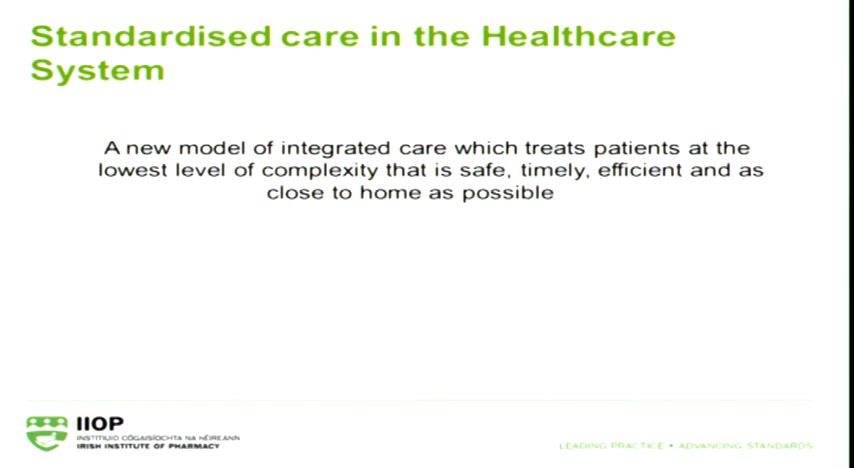 Standardised care in the Healthcare
System
A new model of integrated care which treats patients at the
lowest level of complexity that is safe, timely, efficient and as
close to home as possible
IIOP
INSTITIÚID CÓGAISÍOCHTA NA HÉIREANN
IRISH INSTITUTE OF PHARMACY
LEADING PRACTICE • ADVANCING STANDARDS